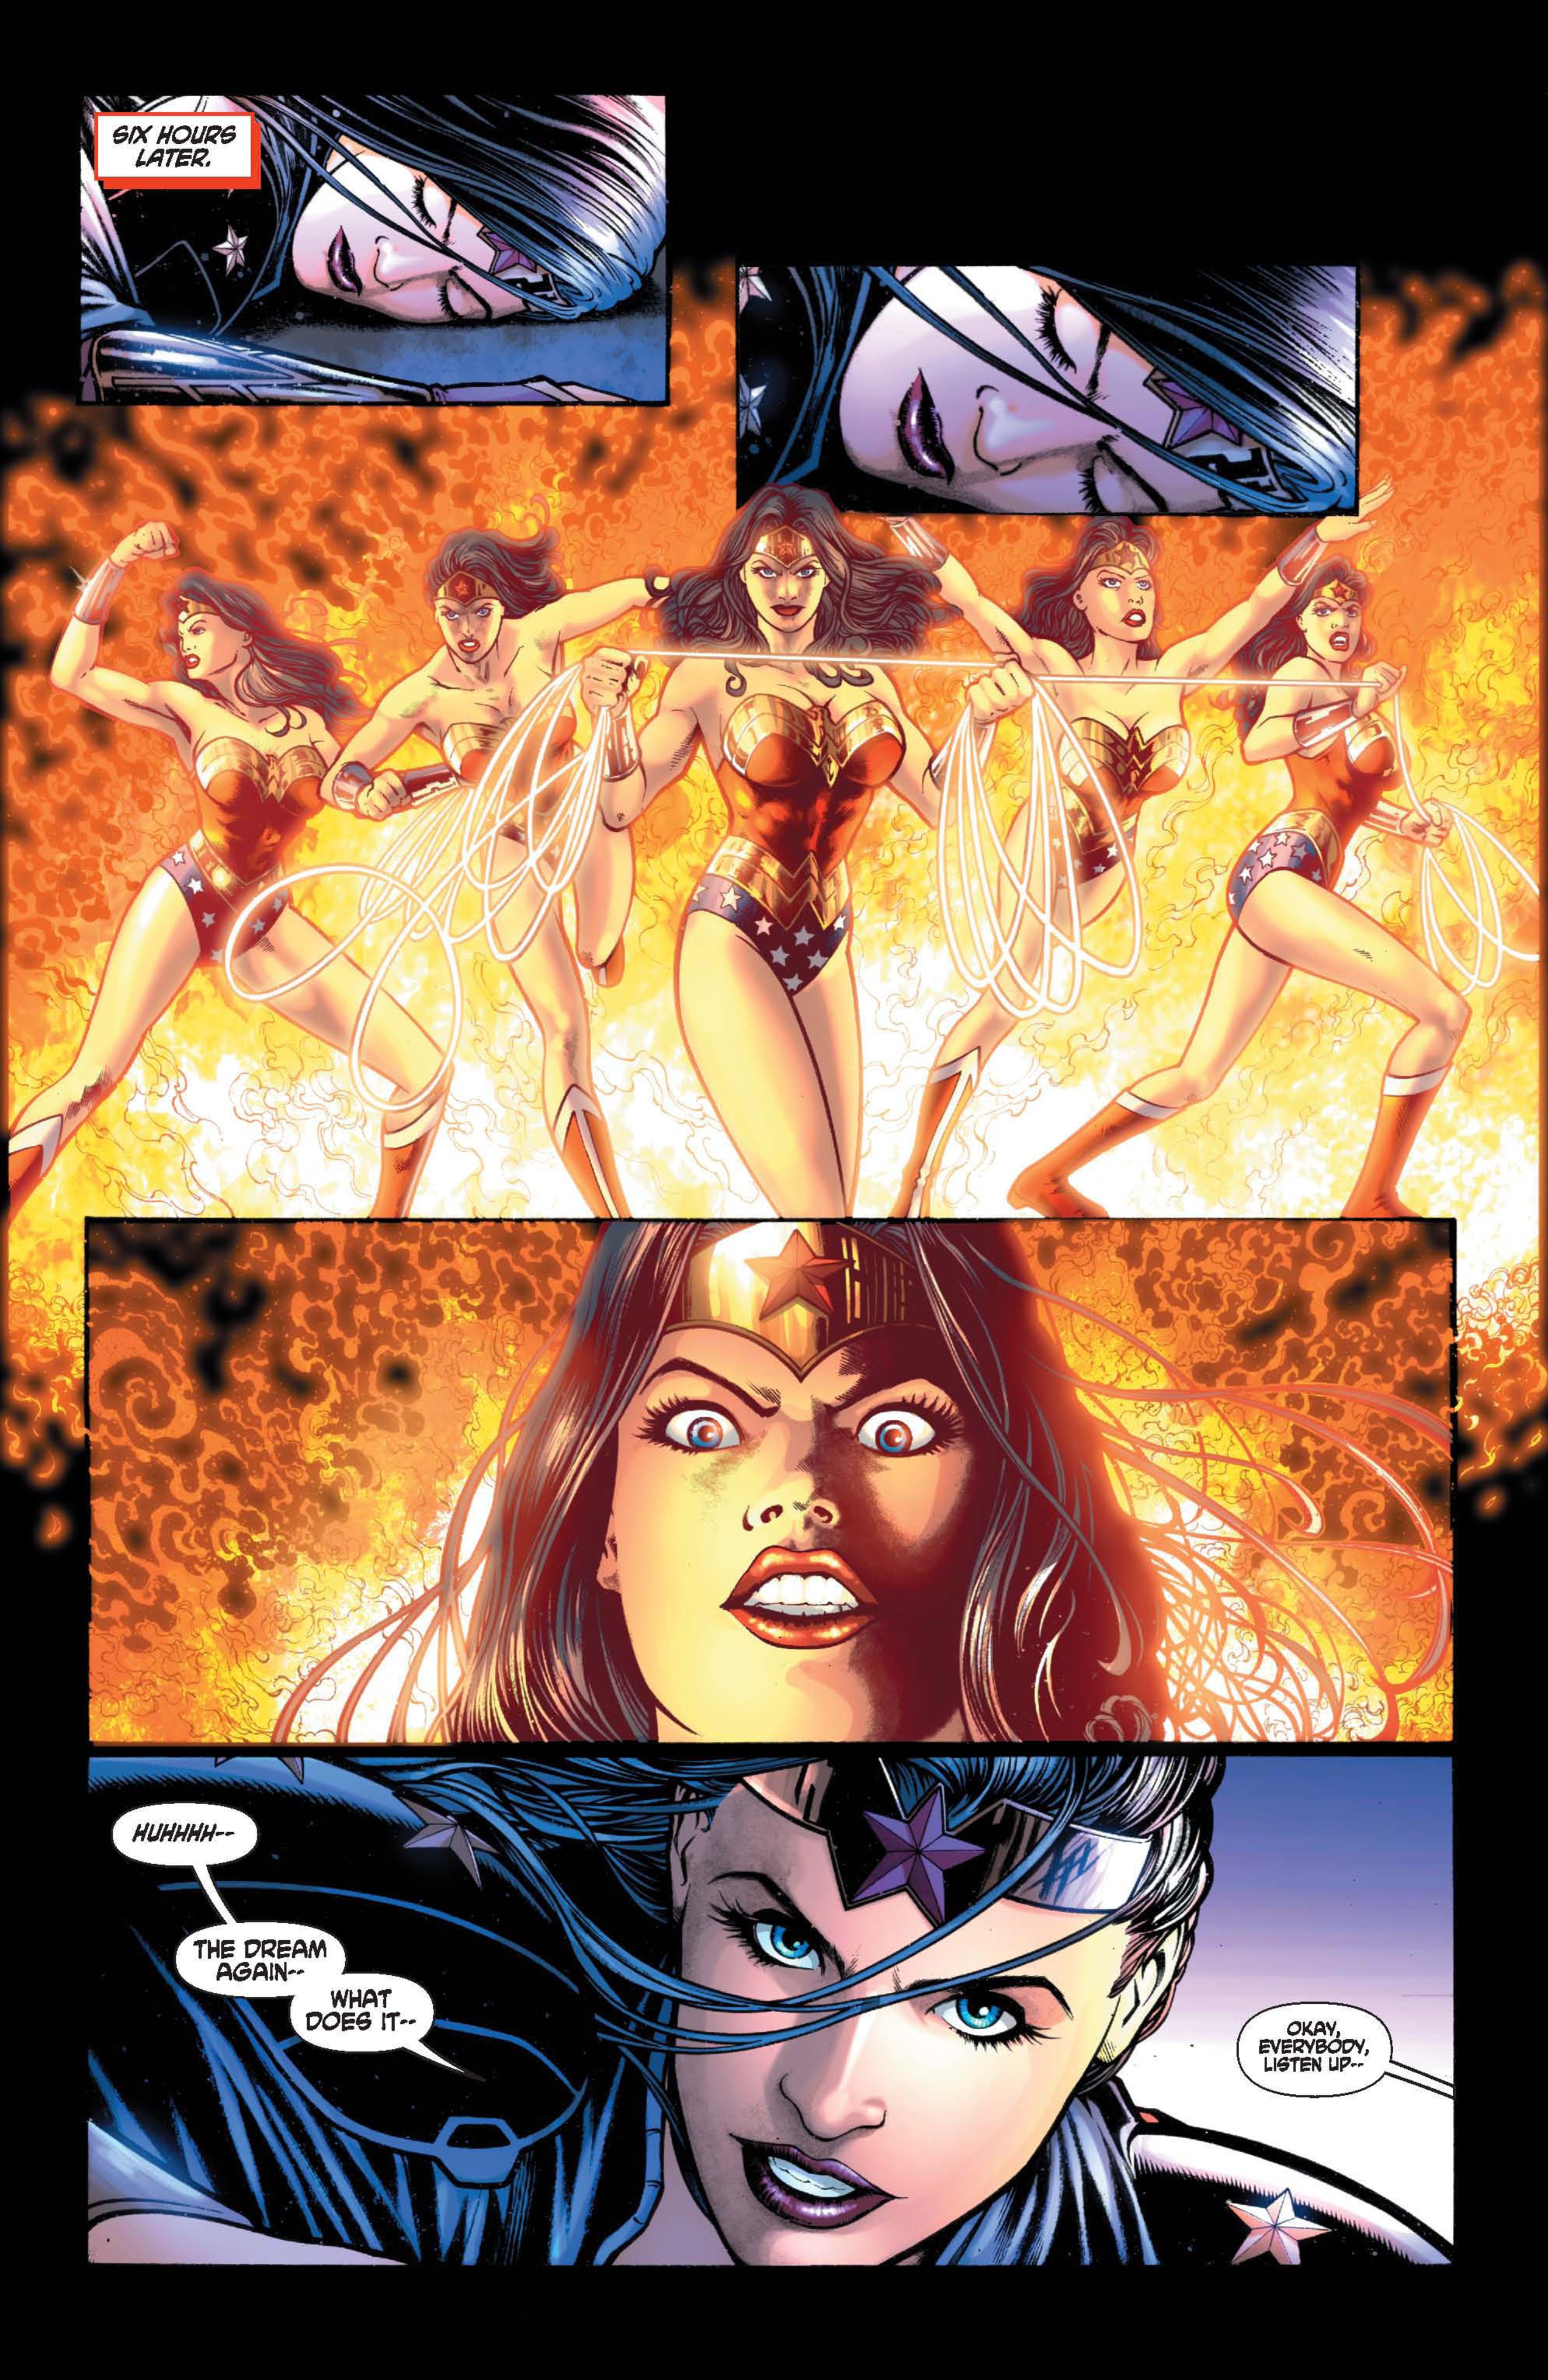 SIX HOURS
LATER.
HUHHHH--
THE DREAM
AGAIN--
WHAT
DOES IT--
OKAY,
EVERYBODY,
LISTEN UP--